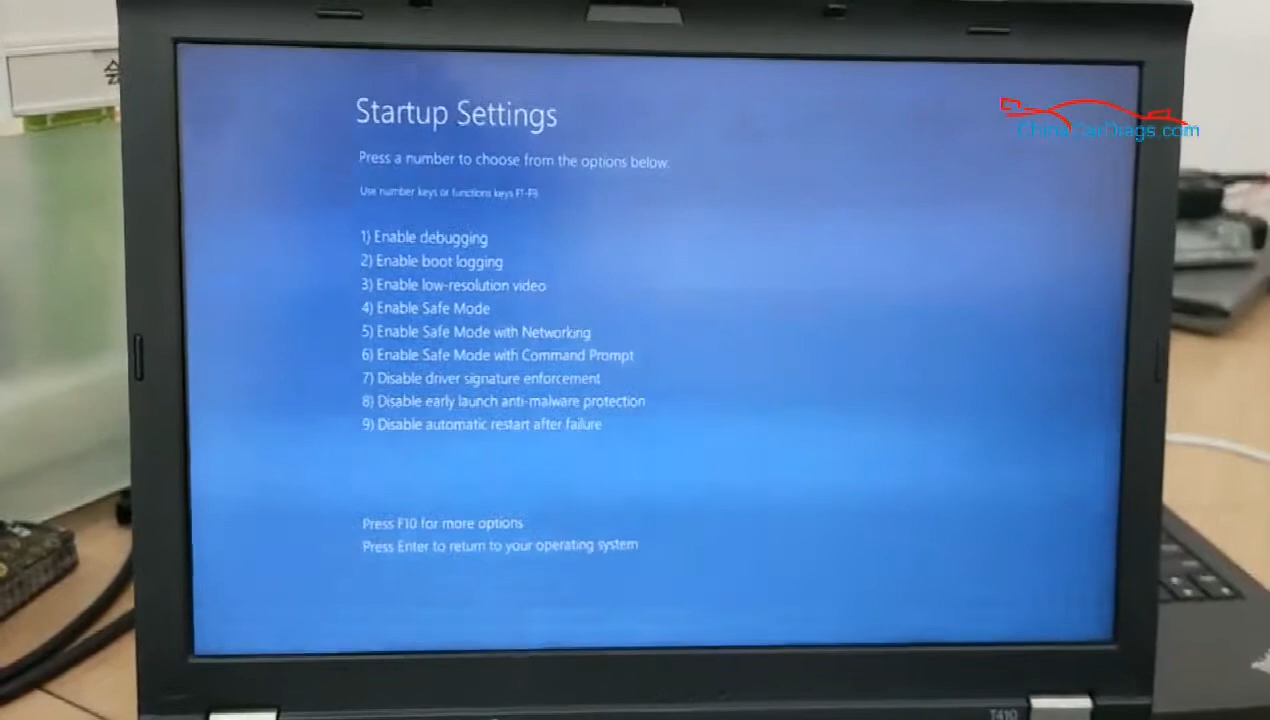 会
ChinaCarDiags.com
Startup Settings
Press a number to choose from the options below:
Use number keys or functions keys F1-F9.
1) Enable debugging
2) Enable boot logging
3) Enable low-resolution video
4) Enable Safe Mode
5) Enable Safe Mode with Networking
6) Enable Safe Mode with Command Prompt
7) Disable driver signature enforcement
8) Disable early launch anti-malware protection
9) Disable automatic restart after failure
Press F10 for more options
Press Enter to return to your operating system
T410